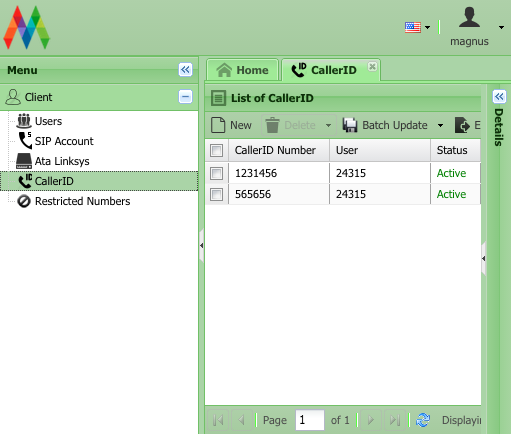 magnus
Menu
Home
CallerID
Client
List of CallerID
Users
New Delete Batch Update E
SIP Account
Ata Linksys
CallerID
Restricted Numbers
CallerID Number User Status
1231456 24315 Active
565656 24315 Active
Details
Page 1 of 1 Displayi